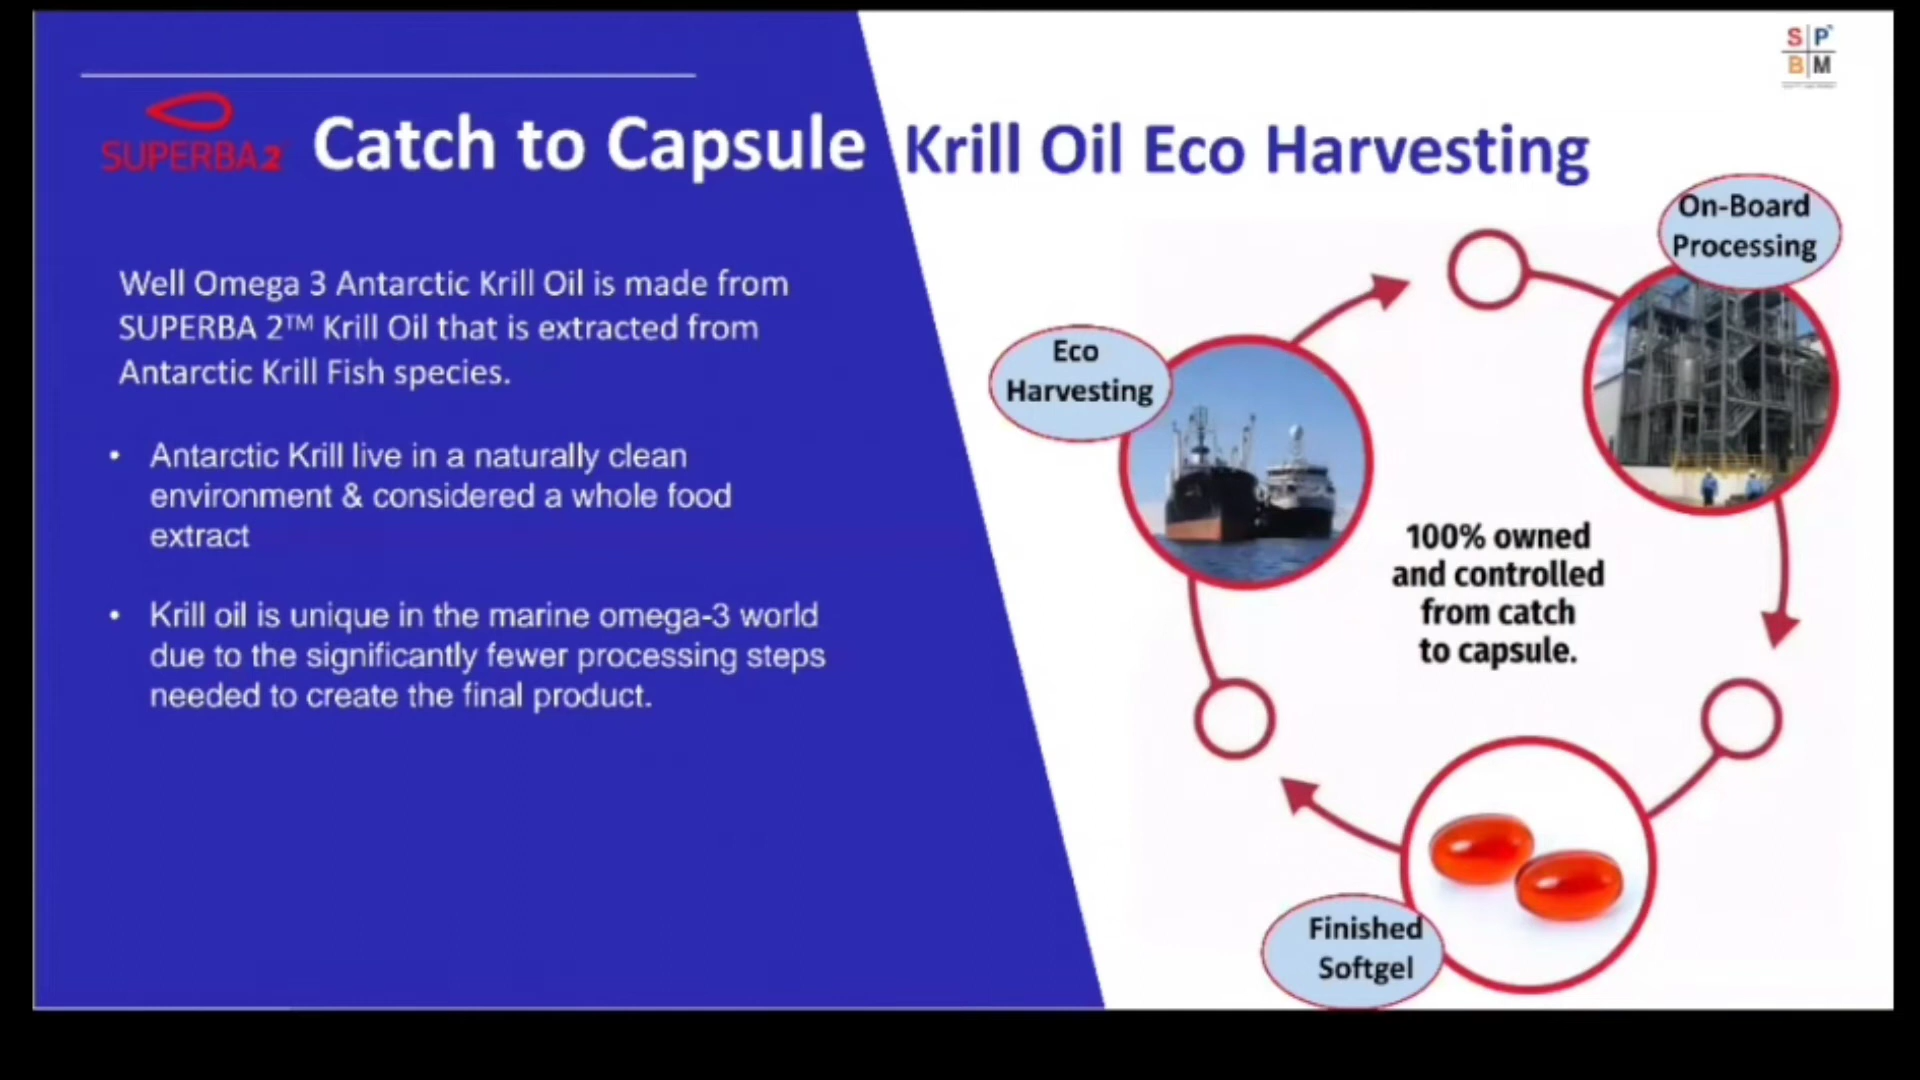 S P
B M
SUPERBA2
Catch to Capsule Krill Oil Eco Harvesting
Well Omega 3 Antarctic Krill Oil is made from
SUPERBA 2™ Krill Oil that is extracted from
Antarctic Krill Fish species.
• Antarctic Krill live in a naturally clean
environment & considered a whole food
extract
• Krill oil is unique in the marine omega-3 world
due to the significantly fewer processing steps
needed to create the final product.
Eco
Harvesting
On-Board
Processing
100% owned
and controlled
from catch
to capsule.
Finished
Softgel